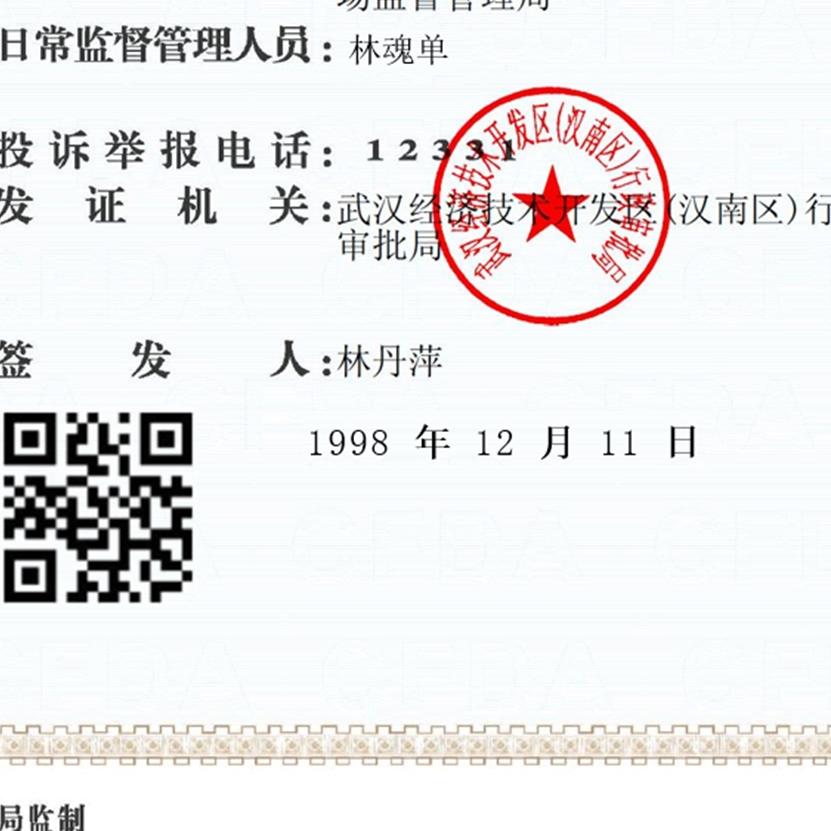 场监督管理局
日常监督管理人员：林魂单
投诉举报电话：12331
发证机关：武汉经济技术开发区(汉南区)行
审批局
武汉经济技术开发区(汉南区)行政审批局
签发人：林丹萍
1998 年 12 月 11 日
局监制